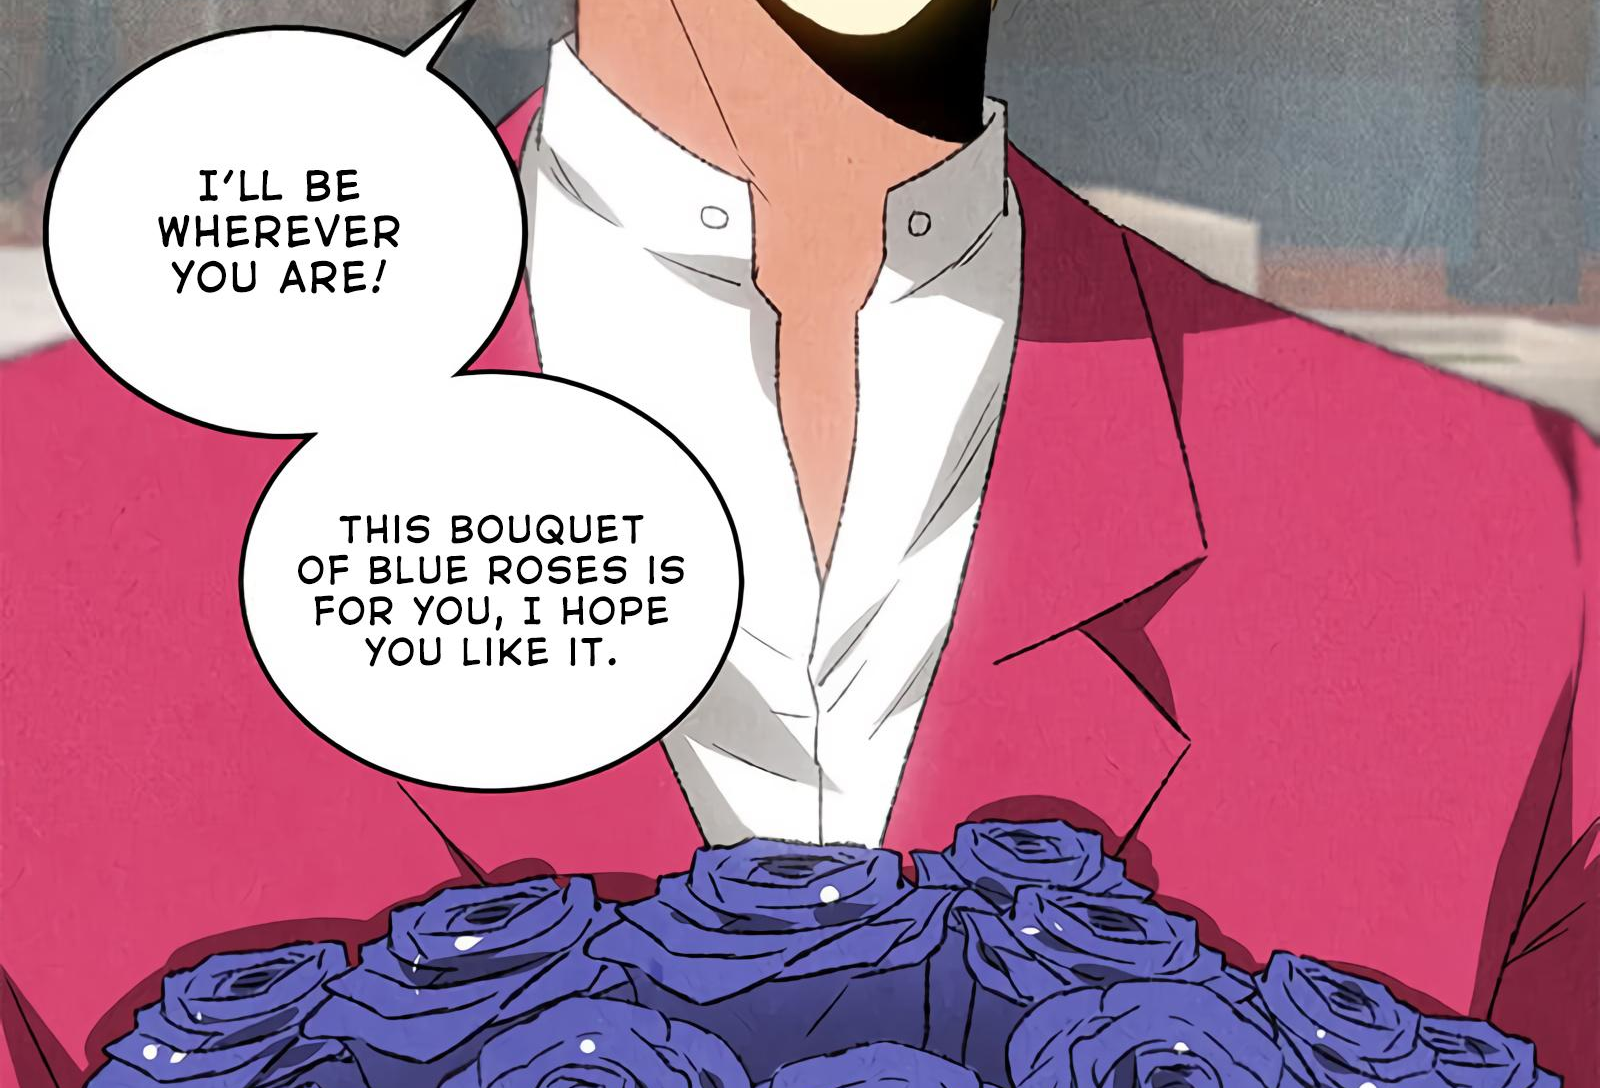 I'LL BE
WHEREVER
YOU ARE!
THIS BOUQUET
OF BLUE ROSES IS
FOR YOU, I HOPE
YOU LIKE IT.